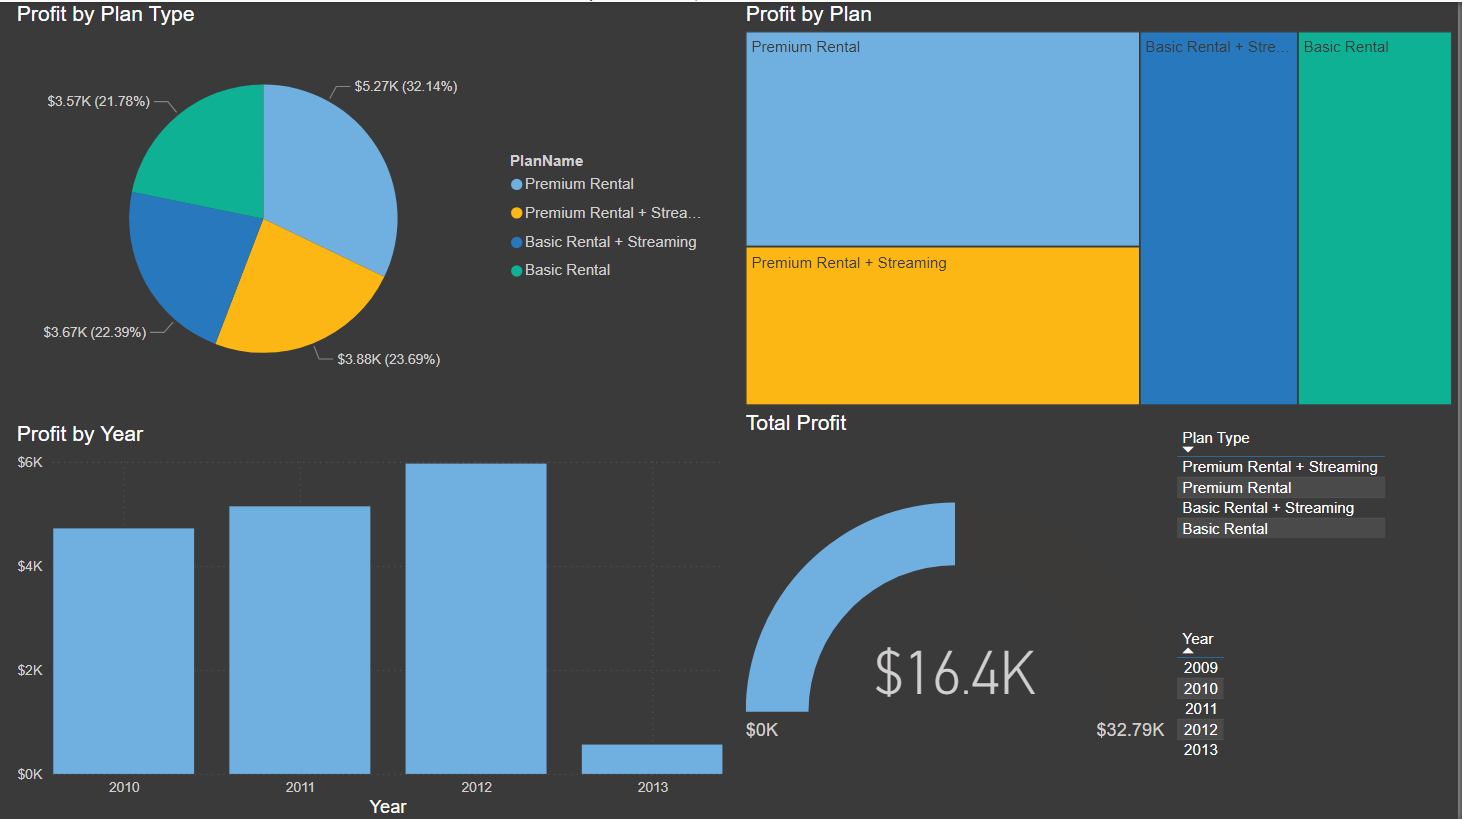 Profit by Plan Type
$5.27K (32.14%)
$3.57K (21.78%)
$3.67K (22.39%)
$3.88K (23.69%)
PlanName
Premium Rental
Premium Rental + Strea...
Basic Rental + Streaming
Basic Rental
Profit by Plan
Premium Rental
Basic Rental + Stre...
Basic Rental
Premium Rental + Streaming
Profit by Year
$6K
$4K
$2K
$0K
2010
2011
2012
2013
Year
Total Profit
$16.4K
$0K
$32.79K
Plan Type
Premium Rental + Streaming
Premium Rental
Basic Rental + Streaming
Basic Rental
Year
2009
2010
2011
2012
2013